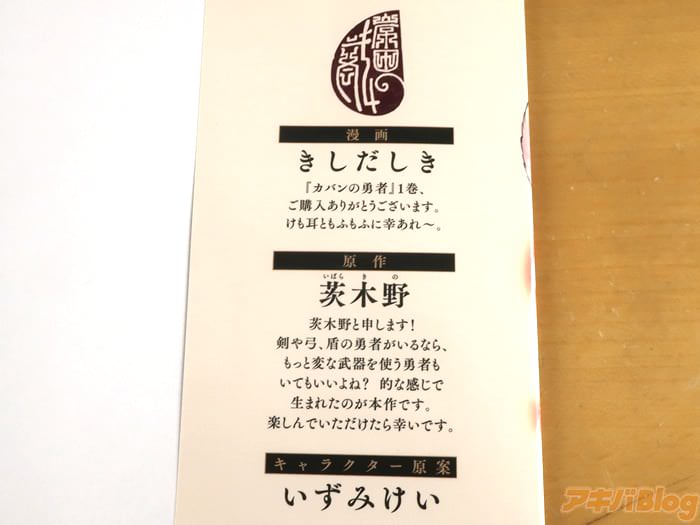 漫画
きしだしき
『カバンの勇者』1巻、
ご購入ありがとうございます。
けも耳ともふもふに幸あれ〜。
原作
いばら き の
茨木野
茨木野と申します!
剣や弓、盾の勇者がいるなら、
もっと変な武器を使う勇者も
いてもいいよね? 的な感じで
生まれたのが本作です。
楽しんでいただけたら幸いです。
キャラクター原案
いずみけい
アキバBlog